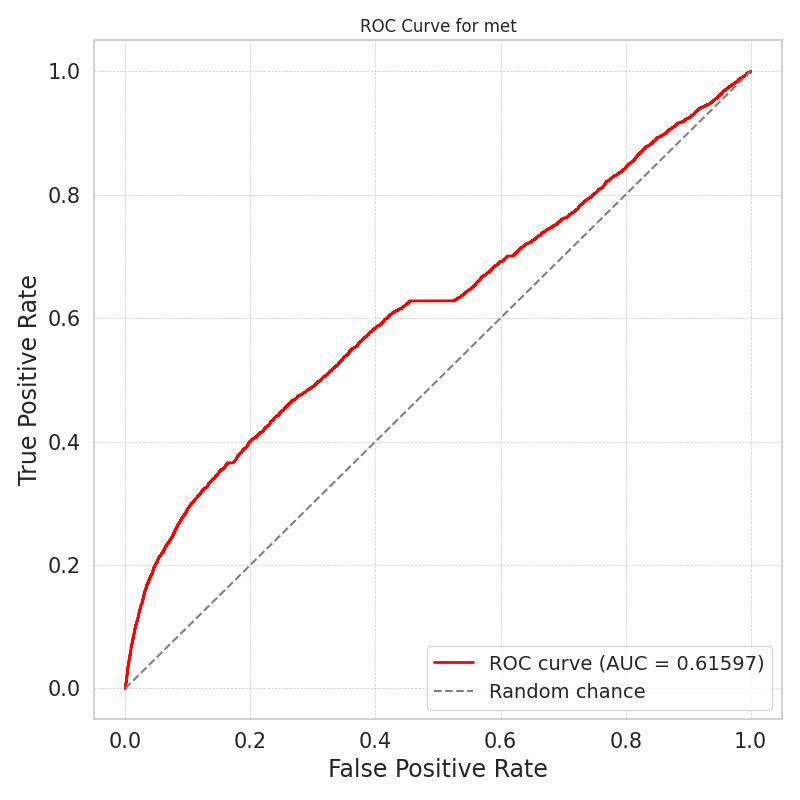 ROC Curve for met
True Positive Rate
1.0
0.8
0.6
0.4
0.2
0.0
ROC curve (AUC = 0.61597)
Random chance
0.0 0.2 0.4 0.6 0.8 1.0
False Positive Rate